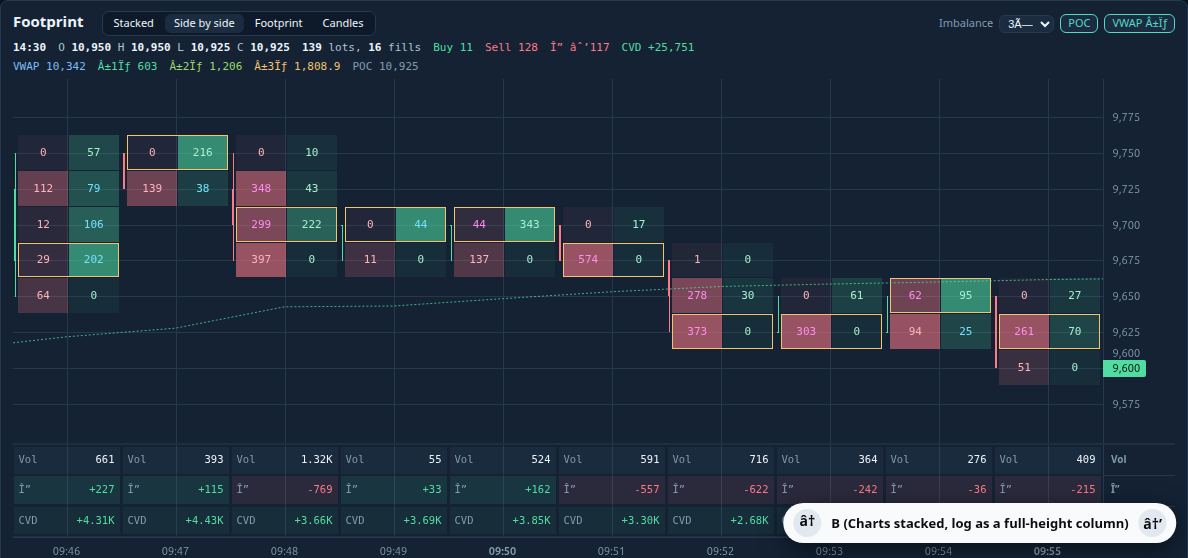 Footprint Stacked Side by side Footprint Candles Imbalance 3Ã— POC VWAP Â±Ïƒ
14:30 O 10,950 H 10,950 L 10,925 C 10,925 139 lots, 16 fills Buy 11 Sell 128 Î” âˆ’117 CVD +25,751
VWAP 10,342 Â±1Ïƒ 603 Â±2Ïƒ 1,206 Â±3Ïƒ 1,808.9 POC 10,925
9,775
0 57 0 216 0 10 9,750
112 79 139 38 348 43 9,725
12 106 299 222 0 44 44 343 0 17 9,700
29 202 397 0 11 0 137 0 574 0 1 0 9,675
64 0 278 30 0 61 62 95 0 27 9,650
373 0 303 0 94 25 261 70 9,625
9,600
51 0 9,600
9,575
Vol 661 Vol 393 Vol 1.32K Vol 55 Vol 524 Vol 591 Vol 716 Vol 364 Vol 276 Vol 409 Vol
Î” +227 Î” +115 Î” -769 Î” +33 Î” +162 Î” -557 Î” -622 Î” -242 Î” -36 Î” -215 Î”
CVD +4.31K CVD +4.43K CVD +3.66K CVD +3.69K CVD +3.85K CVD +3.30K CVD +2.68K
B (Charts stacked, log as a full-height column)
09:46 09:47 09:48 09:49 09:50 09:51 09:52 09:53 09:54 09:55